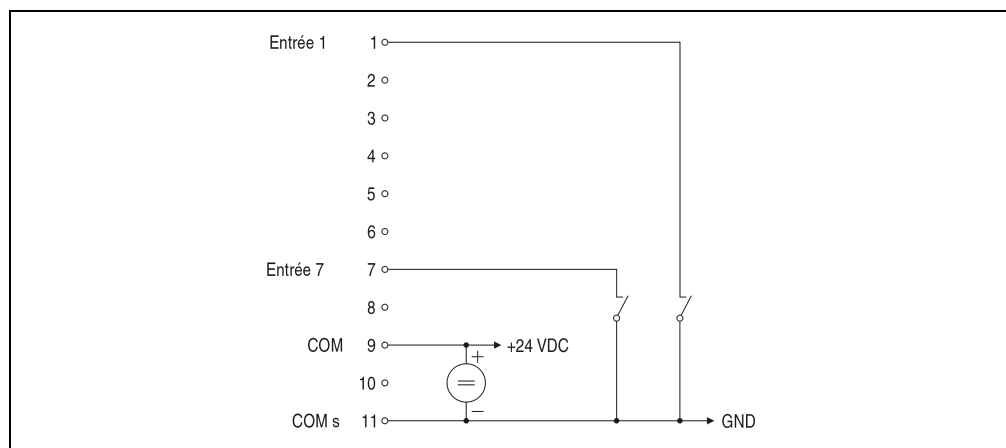 Entrée 1 1
2
3
4
5
6
Entrée 7 7
8
COM 9 +24 VDC
+
10
−
COM s 11 GND